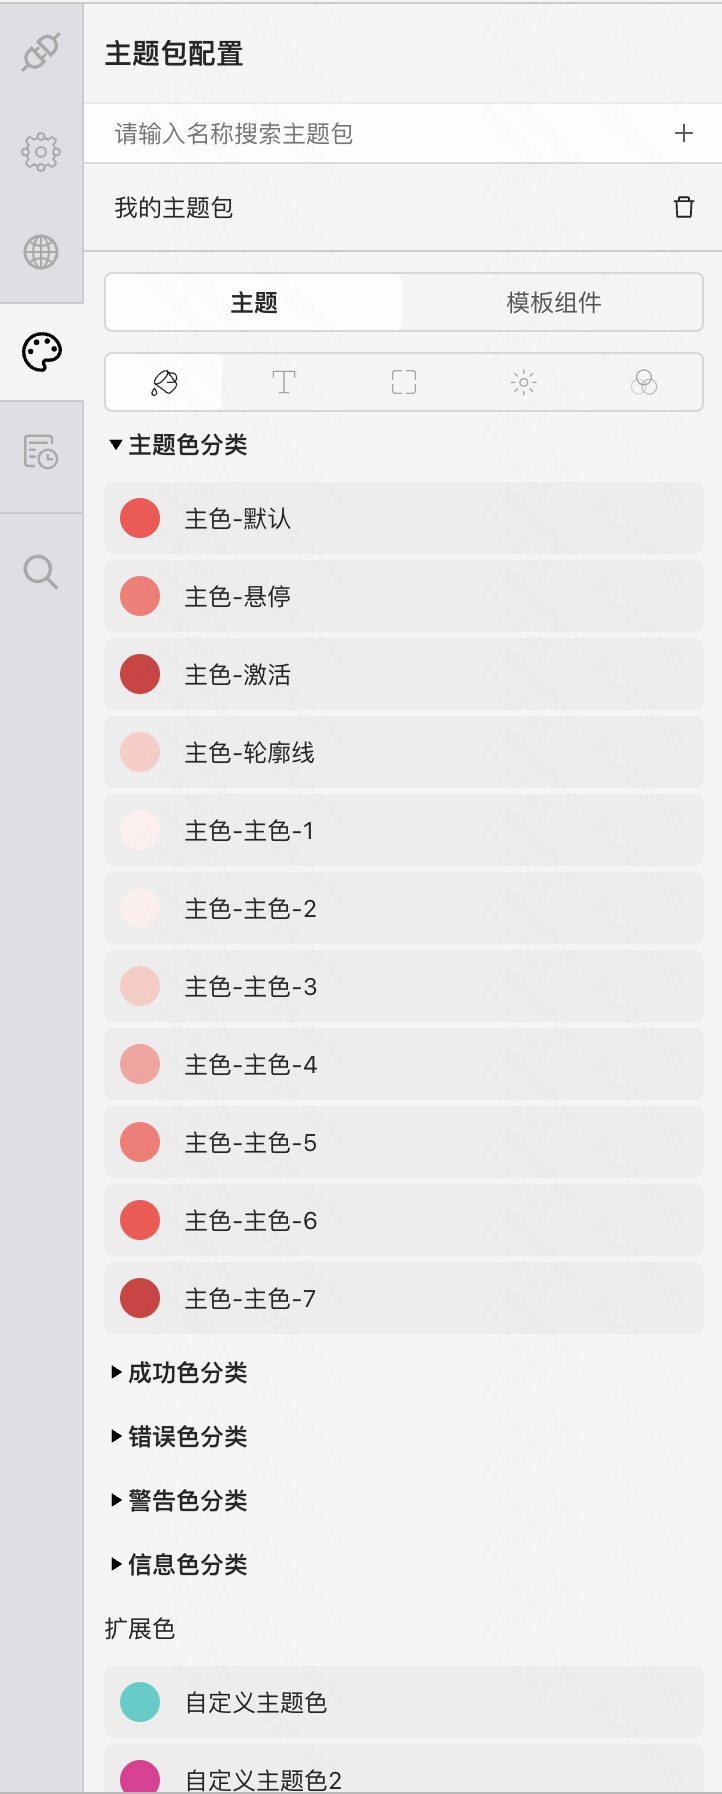 主题包配置
请输入名称搜索主题包
我的主题包
主题 模板组件
主题色分类
主色-默认
主色-悬停
主色-激活
主色-轮廓线
主色-主色-1
主色-主色-2
主色-主色-3
主色-主色-4
主色-主色-5
主色-主色-6
主色-主色-7
成功色分类
错误色分类
警告色分类
信息色分类
扩展色
自定义主题色
自定义主题色2